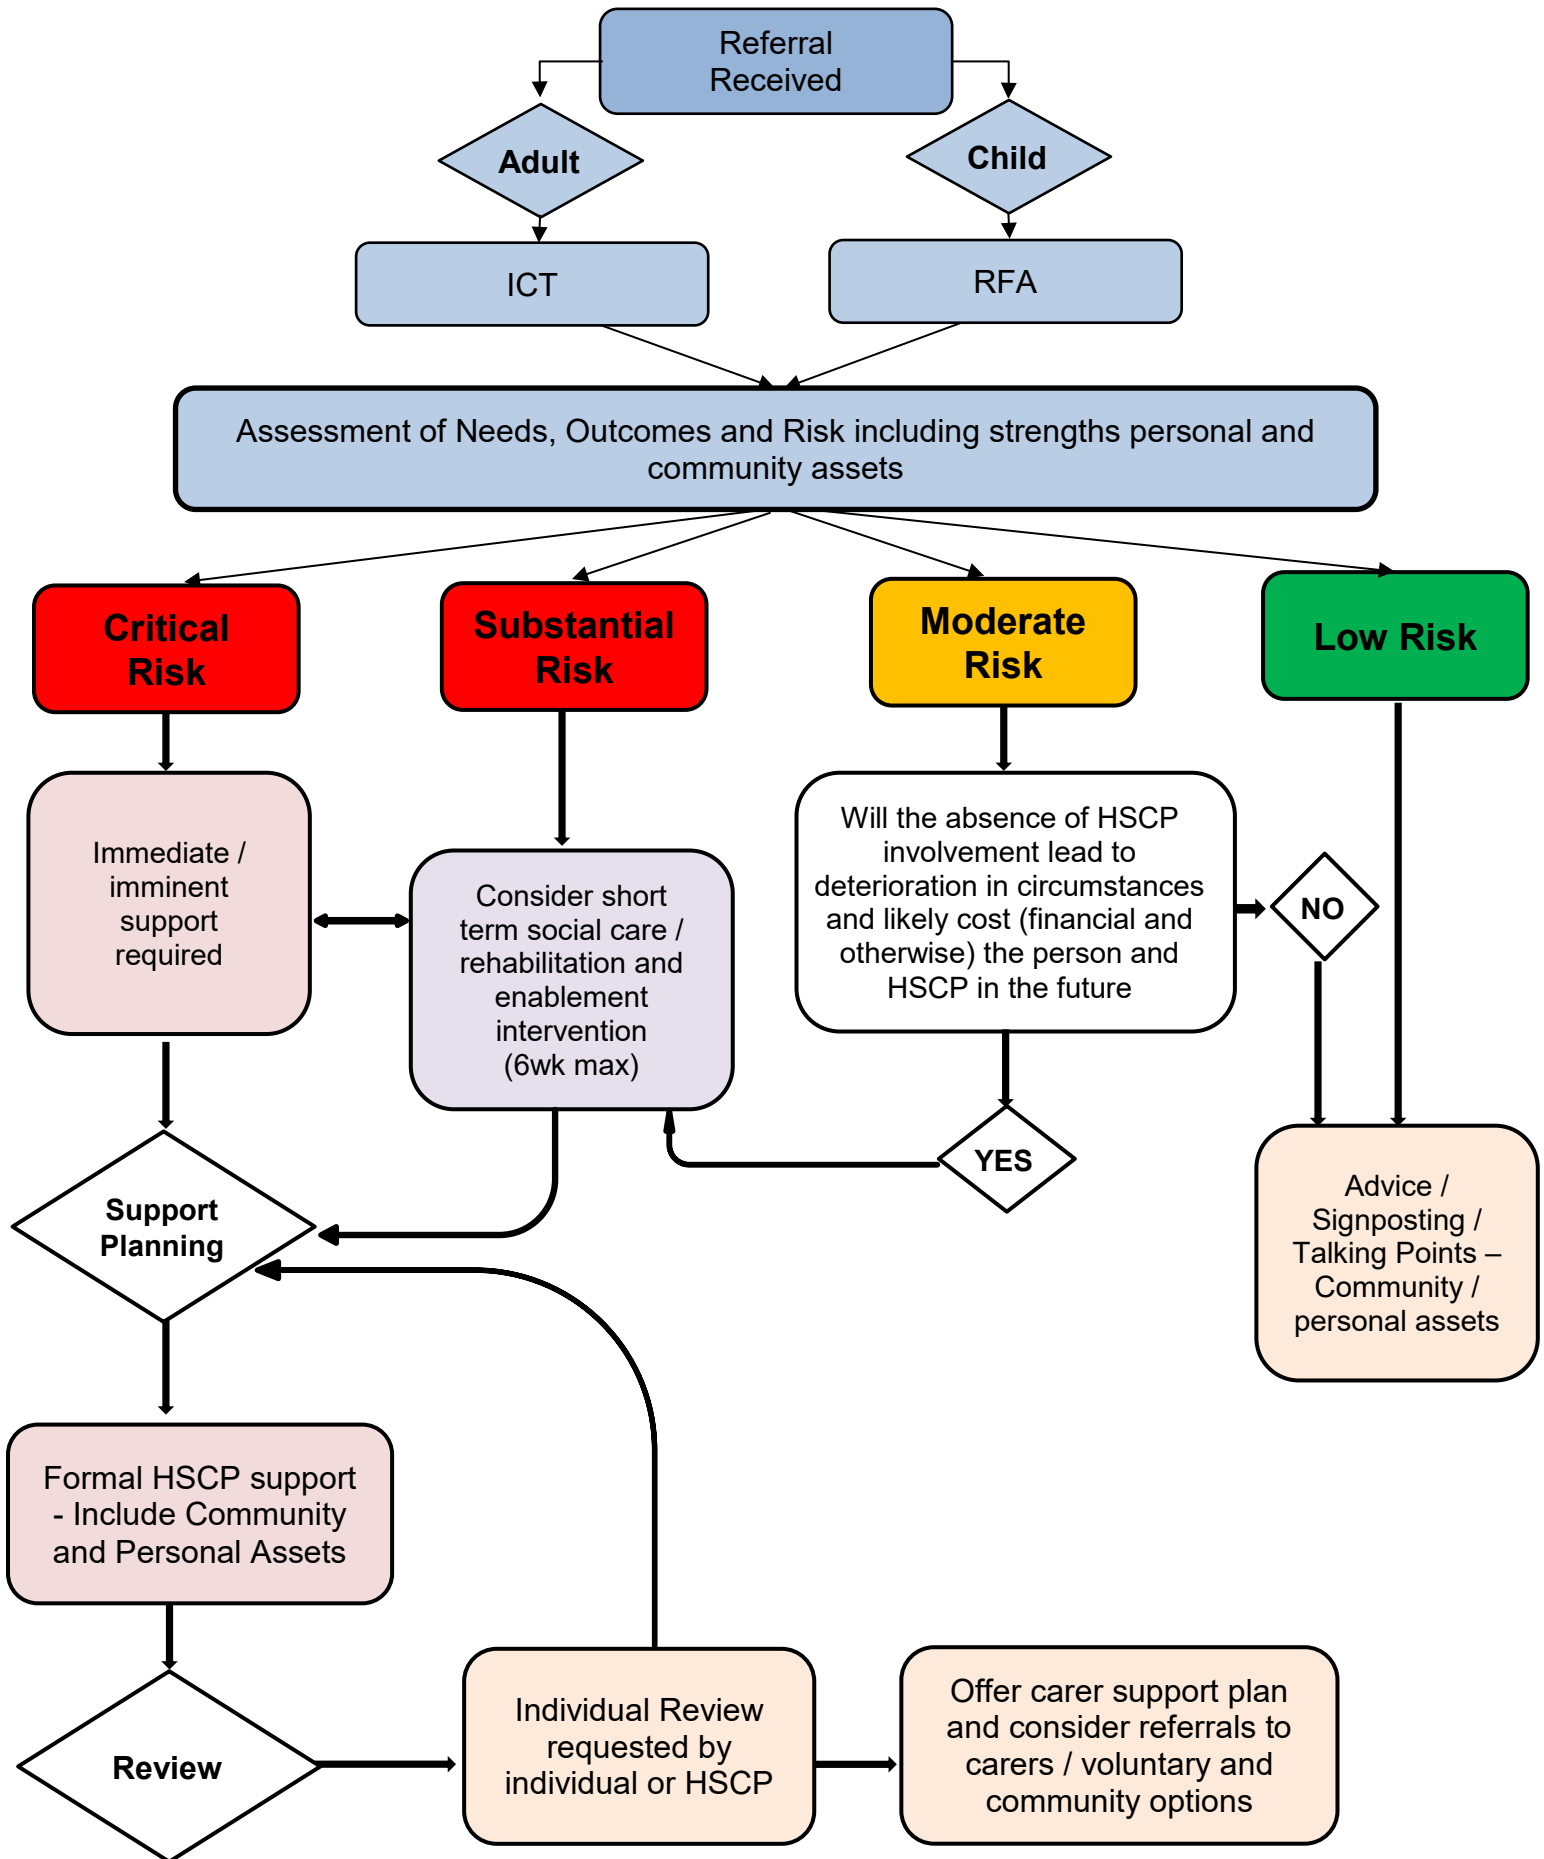 Referral
Received
Adult
Child
ICT
RFA
Assessment of Needs, Outcomes and Risk including strengths personal and
community assets
Critical
Risk
Substantial
Risk
Moderate
Risk
Low Risk
Immediate /
imminent
support
required
Consider short
term social care /
rehabilitation and
enablement
intervention
(6wk max)
Will the absence of HSCP
involvement lead to
deterioration in circumstances
and likely cost (financial and
otherwise) the person and
HSCP in the future
NO
YES
Support
Planning
Advice /
Signposting /
Talking Points –
Community /
personal assets
Formal HSCP support
- Include Community
and Personal Assets
Review
Individual Review
requested by
individual or HSCP
Offer carer support plan
and consider referrals to
carers / voluntary and
community options